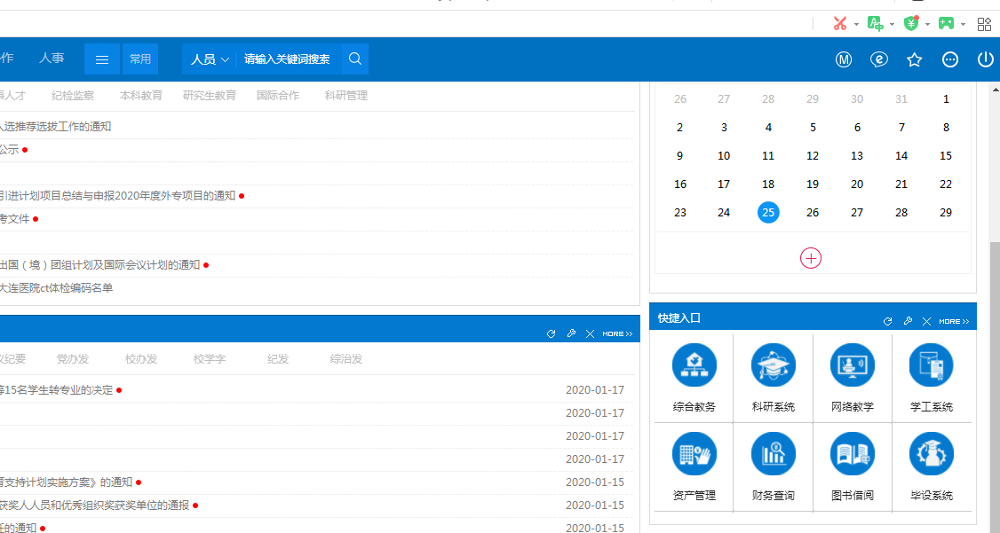 作 人事 常用 人员 请输入关键词搜索
人才 纪检监察 本科教育 研究生教育 国际合作 科研管理
人选推荐选拔工作的通知
公示
引进计划项目总结与申报2020年度外专项目的通知
考文件
出国(境)团组计划及国际会议计划的通知
大连医院ct体检编码名单
26 27 28 29 30 31 1
2 3 4 5 6 7 8
9 10 11 12 13 14 15
16 17 18 19 20 21 22
23 24 25 26 27 28 29
MORE >>
纪要 党办发 校办发 校学字 纪发 综治发
等15名学生转专业的决定 2020-01-17
2020-01-17
2020-01-17
2020-01-17
育支持计划实施方案》的通知 2020-01-15
获奖人人员和优秀组织奖获奖单位的通报 2020-01-15
任的通知 2020-01-15
快捷入口 MORE >>
综合教务 科研系统 网络教学 学工系统
资产管理 财务查询 图书借阅 毕设系统